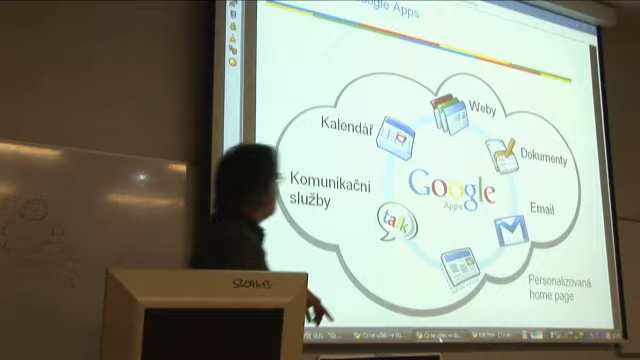 Google Apps
Weby
Kalendář
Dokumenty
Google
Apps
Komunikační
služby
talk
Email
Personalizovaná
home page